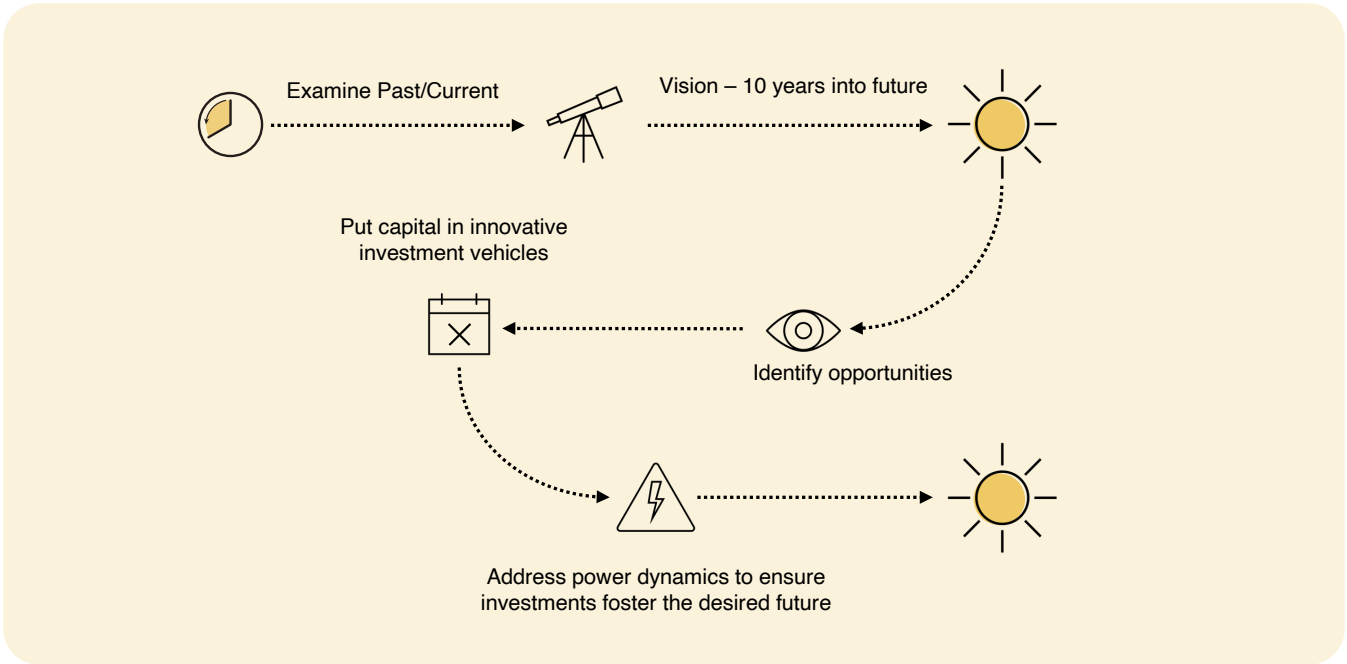 Examine Past/Current
Vision – 10 years into future
Put capital in innovative
investment vehicles
Identify opportunities
Address power dynamics to ensure
investments foster the desired future